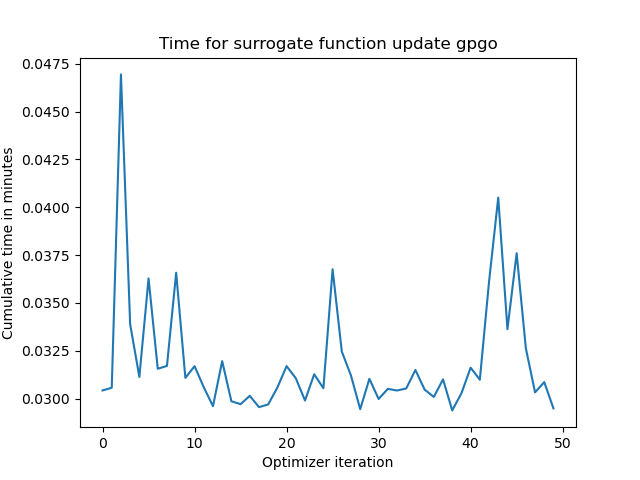 Time for surrogate function update gpgo
Cumulative time in minutes
0.0475
0.0450
0.0425
0.0400
0.0375
0.0350
0.0325
0.0300
0 10 20 30 40 50
Optimizer iteration